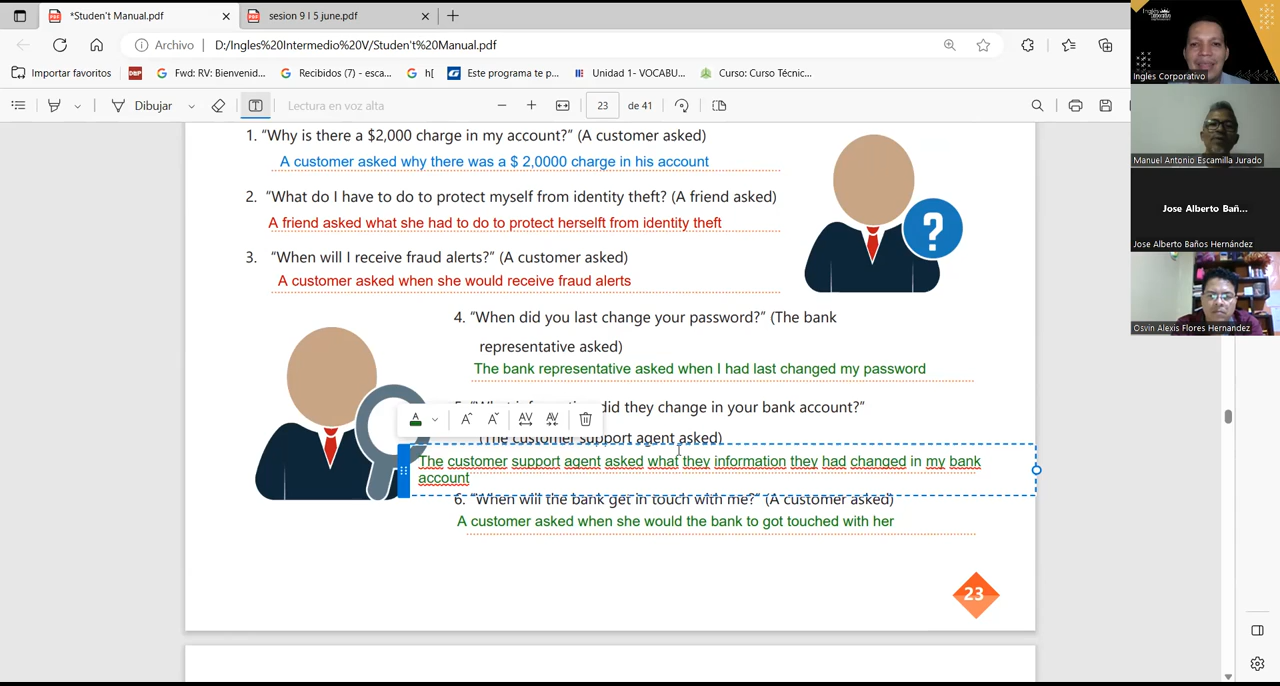 *Studen't Manual.pdf
sesion 9 I 5 june.pdf
Archivo
D:/Ingles%20Intermedio%20V/Studen't%20Manual.pdf
Importar favoritos
DBP
Fwd: RV: Bienvenid...
Recibidos (7) - esca...
h[
Este programa te p...
Unidad 1- VOCABU...
Curso: Curso Técnic...
Dibujar
Lectura en voz alta
23
de 41
1. “Why is there a $2,000 charge in my account?” (A customer asked)
A customer asked why there was a $ 2,0000 charge in his account
2. “What do I have to do to protect myself from identity theft? (A friend asked)
A friend asked what she had to do to protect herselft from identity theft
3. “When will I receive fraud alerts?” (A customer asked)
A customer asked when she would receive fraud alerts
?
4. “When did you last change your password?” (The bank
representative asked)
The bank representative asked when I had last changed my password
did they change in your bank account?”
(The customer support agent asked)
The customer support agent asked what they information they had changed in my bank
account
6. “When will the bank get in touch with me?” (A customer asked)
A customer asked when she would the bank to got touched with her
23
Ingles Corporativo
Manuel Antonio Escamilla Jurado
Jose Alberto Bañ...
Jose Alberto Baños Hernández
Osvin Alexis Flores Hernandez